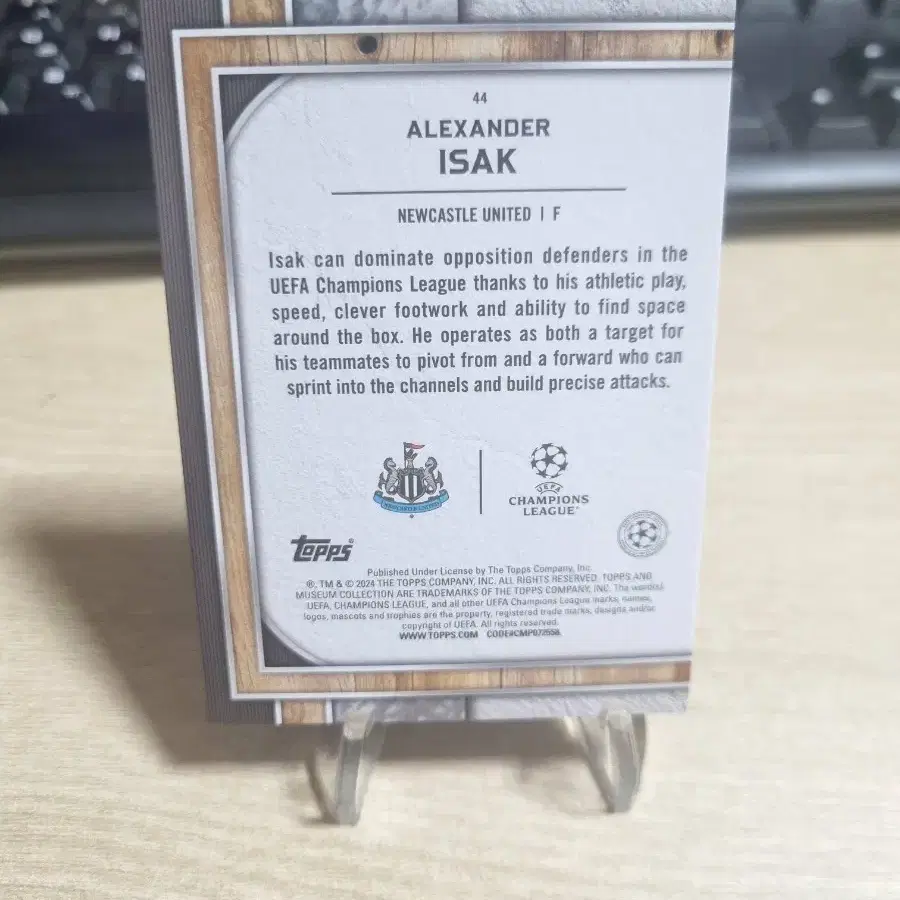 44
ALEXANDER
ISAK
NEWCASTLE UNITED | F
Isak can dominate opposition defenders in the
UEFA Champions League thanks to his athletic play,
speed, clever footwork and ability to find space
around the box. He operates as both a target for
his teammates to pivot from and a forward who can
sprint into the channels and build precise attacks.
NEWCASTLE UNITED
UEFA
CHAMPIONS
LEAGUE
topps
Published Under License by The Topps Company, Inc.
®, TM & © 2024 THE TOPPS COMPANY, INC. ALL RIGHTS RESERVED. TOPPS AND
MUSEUM COLLECTION ARE TRADEMARKS OF THE TOPPS COMPANY, INC. The word(s)
UEFA, CHAMPIONS LEAGUE, and all other UEFA Champions League marks, names,
logos, mascots and trophies are the property, registered trade marks, designs and/or
copyright of UEFA. All rights reserved.
WWW.TOPPS.COM CODE#CMP072558